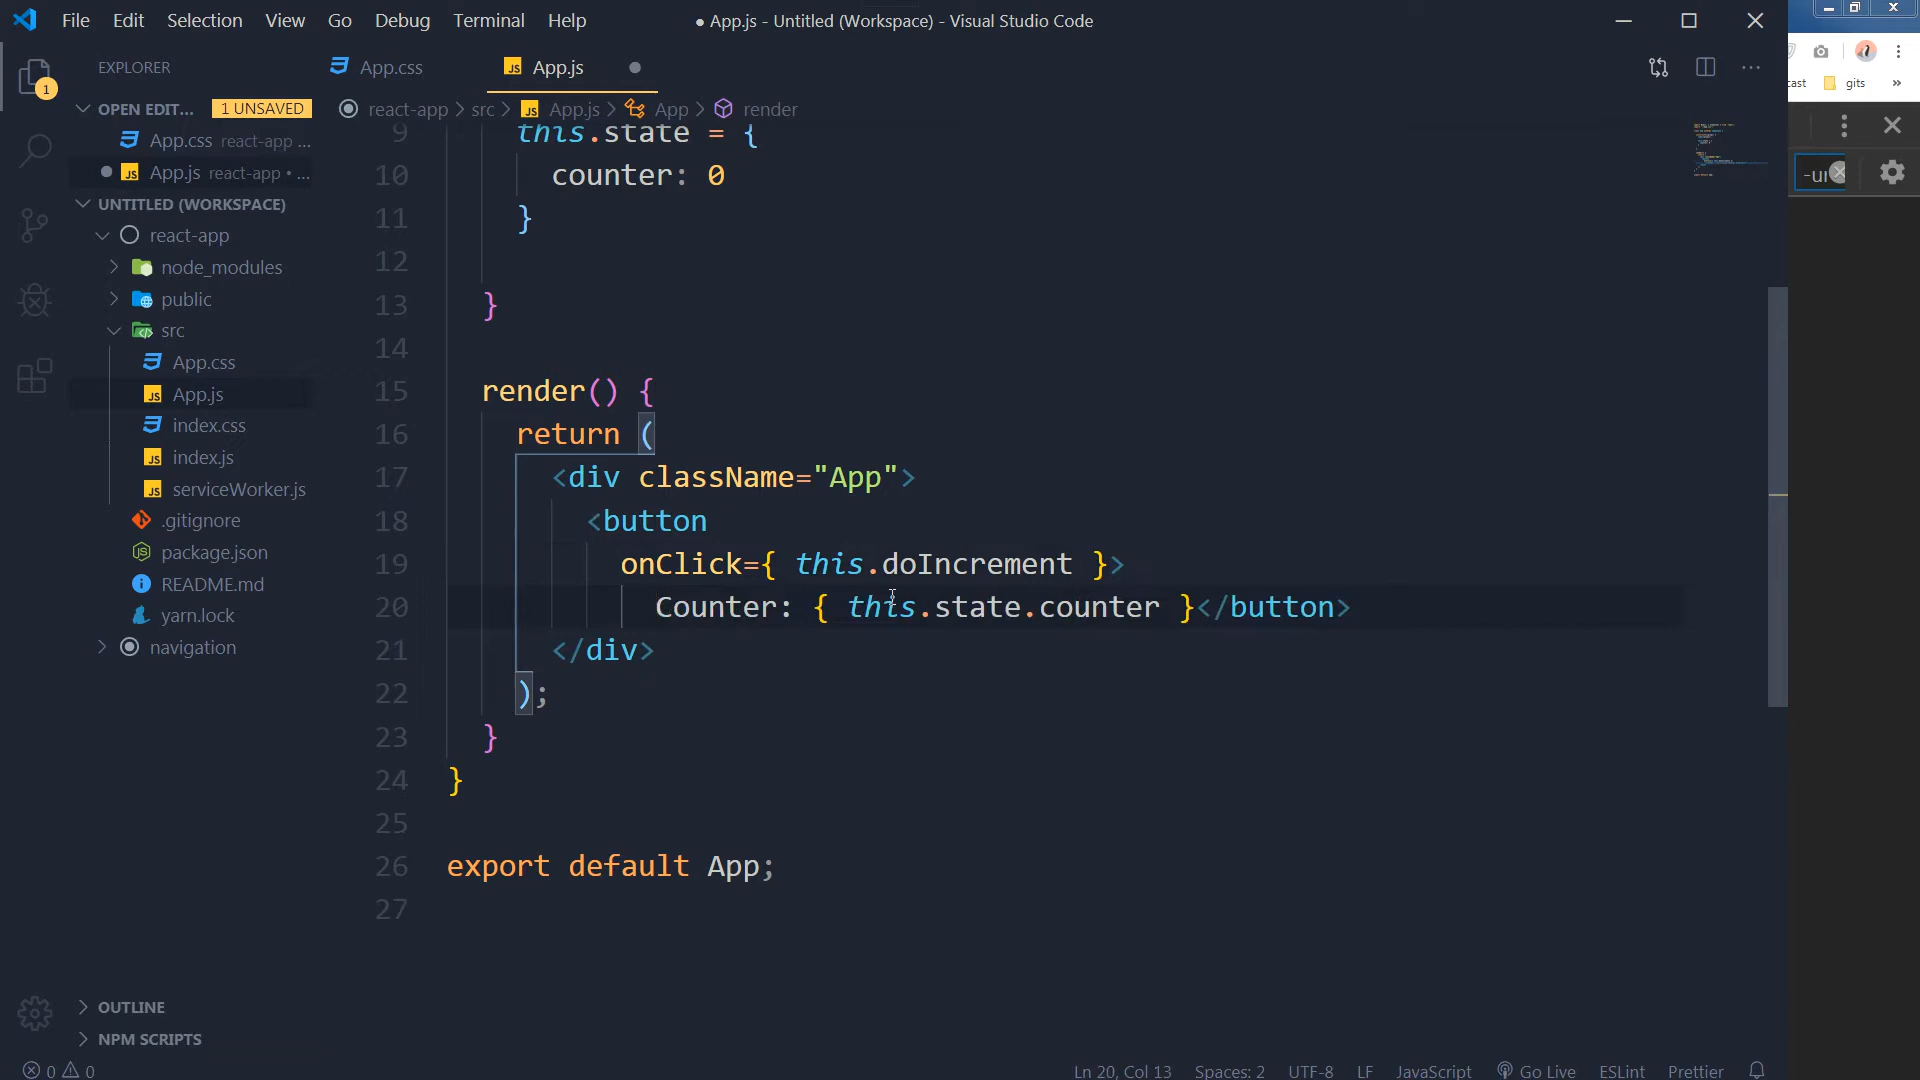 File Edit Selection View Go Debug Terminal Help
● App.js - Untitled (Workspace) - Visual Studio Code
EXPLORER
App.css
App.js
cast gits »
1
OPEN EDIT... 1 UNSAVED
react-app > src > App.js > App > render
App.css react-app ...
App.js react-app • ...
UNTITLED (WORKSPACE)
react-app
node_modules
public
src
App.css
App.js
index.css
index.js
serviceWorker.js
.gitignore
package.json
README.md
yarn.lock
navigation
OUTLINE
NPM SCRIPTS
9 this.state = {
10 counter: 0
11 }
12
13 }
14
15 render() {
16 return (
17 <div className="App">
18 <button
19 onClick={ this.doIncrement }>
20 Counter: { this.state.counter }</button>
21 </div>
22 );
23 }
24 }
25
26 export default App;
27
0 0
Ln 20, Col 13 Spaces: 2 UTF-8 LF JavaScript Go Live ESLint Prettier